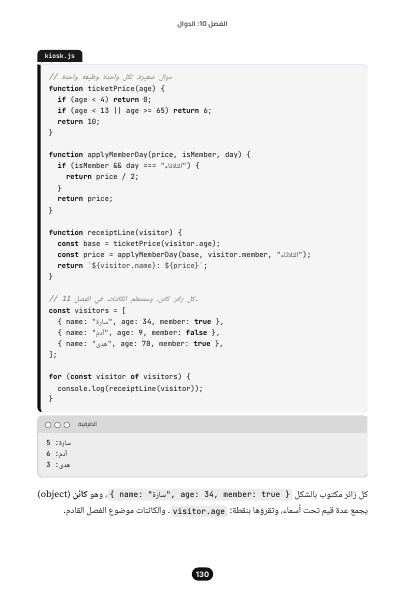 الفصل 10: الدوال
kiosk.js
// دوال صغيرة، لكل واحدة وظيفة واحدة
function ticketPrice(age) {
  if (age < 4) return 0;
  if (age < 13 || age >= 65) return 6;
  return 10;
}

function applyMemberDay(price, isMember, day) {
  if (isMember && day === "الثلاثاء") {
    return price / 2;
  }
  return price;
}

function receiptLine(visitor) {
  const base = ticketPrice(visitor.age);
  const price = applyMemberDay(base, visitor.member, "الثلاثاء");
  return `${visitor.name}: ${price}`;
}

// كل زائر كائن، وسنتعلم الكائنات في الفصل 11.
const visitors = [
  { name: "سارة", age: 34, member: true },
  { name: "آدم", age: 9, member: false },
  { name: "هدى", age: 70, member: true },
];

for (const visitor of visitors) {
  console.log(receiptLine(visitor));
}
الطرفية
سارة: 5
آدم: 6
هدى: 3
كل زائر مكتوب بالشكل { name: "سارة", age: 34, member: true }، وهو كائن (object)
يجمع عدة قيم تحت أسماء، وتقرؤها بنقطة: visitor.age. والكائنات موضوع الفصل القادم.
130